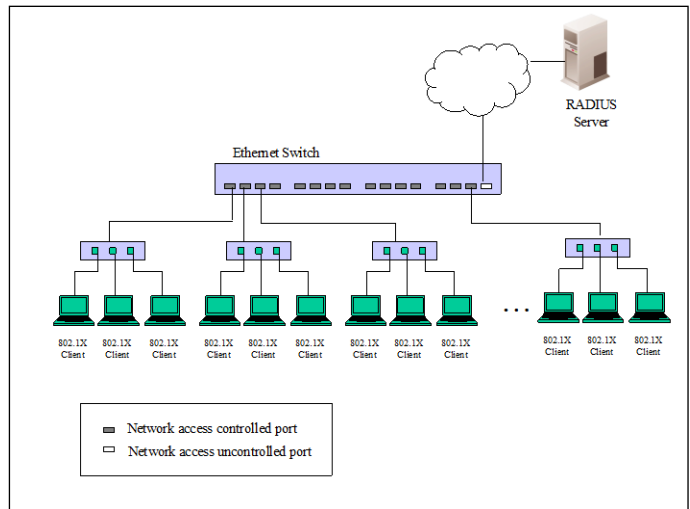 RADIUS
Server
Ethernet Switch
. . .
802.1X 802.1X 802.1X 802.1X 802.1X 802.1X 802.1X 802.1X 802.1X 802.1X 802.1X 802.1X
Client Client Client Client Client Client Client Client Client Client Client Client
Network access controlled port
Network access uncontrolled port